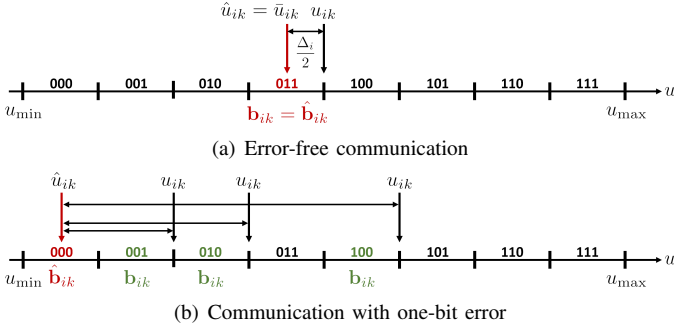 û_ik = ū_ik u_ik
Δ_i/2
000 001 010 011 100 101 110 111 u
u_min b_ik = b̂_ik u_max
(a) Error-free communication
û_ik u_ik u_ik u_ik
000 001 010 011 100 101 110 111 u
u_min b̂_ik b_ik b_ik b_ik u_max
(b) Communication with one-bit error